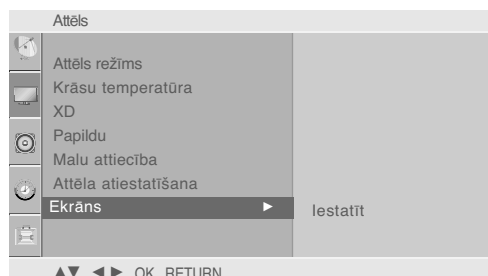 Attēls
Attēls režīms
Krāsu temperatūra
XD
Papildu
Malu attiecība
Attēla atiestatīšana
Ekrāns ►
Iestatīt
▲▼ ◄ ► OK RETURN